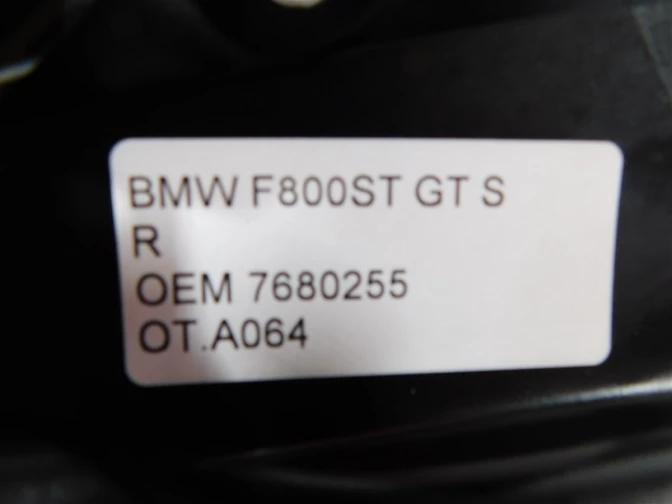 BMW F800ST GT S
R
OEM 7680255
OT.A064